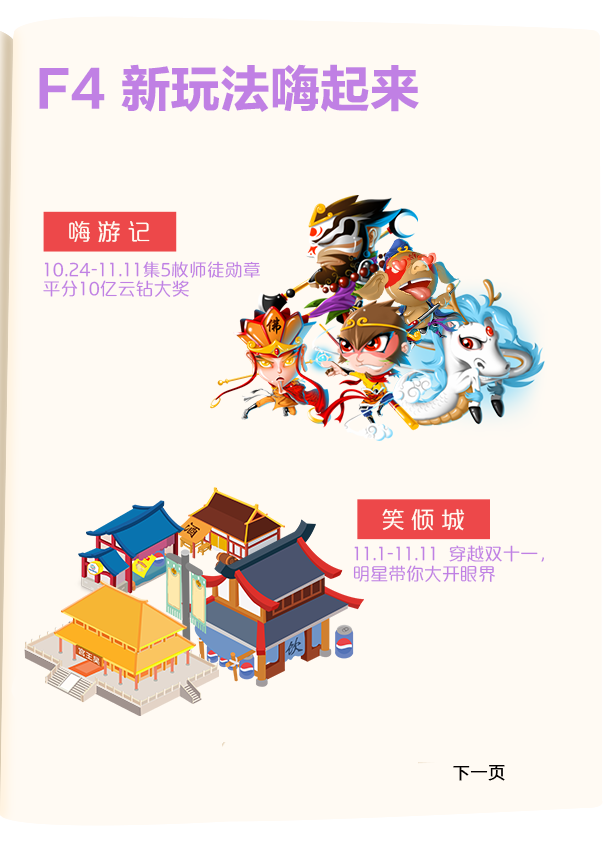 F4 新玩法嗨起来
嗨游记
10.24-11.11集5枚师徒勋章
平分10亿云钻大奖
佛
笑倾城
11.1-11.11 穿越双十一，
明星带你大开眼界
酒
饮
下一页